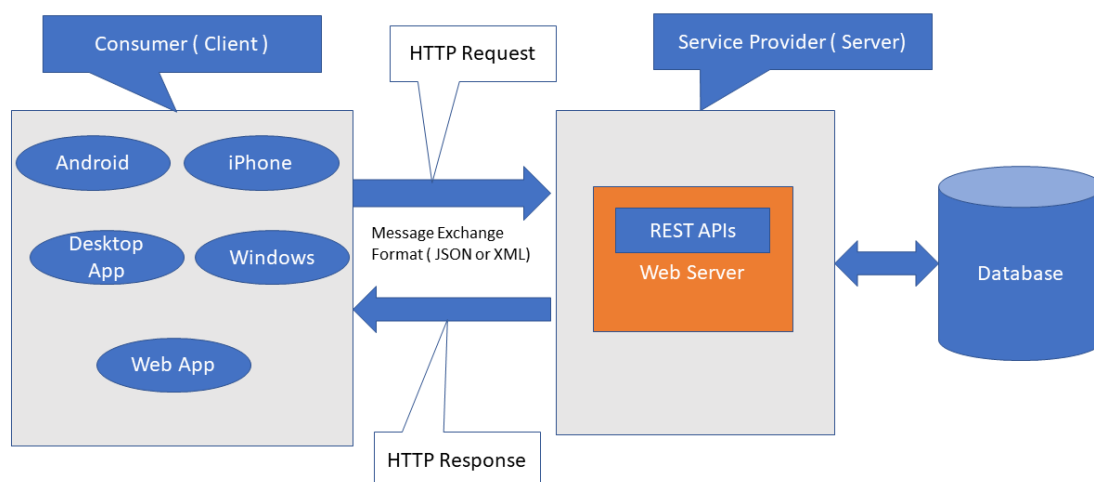 Consumer ( Client )
HTTP Request
Service Provider ( Server)
Android
iPhone
Desktop
App
Windows
Web App
Message Exchange
Format ( JSON or XML)
REST APIs
Web Server
Database
HTTP Response